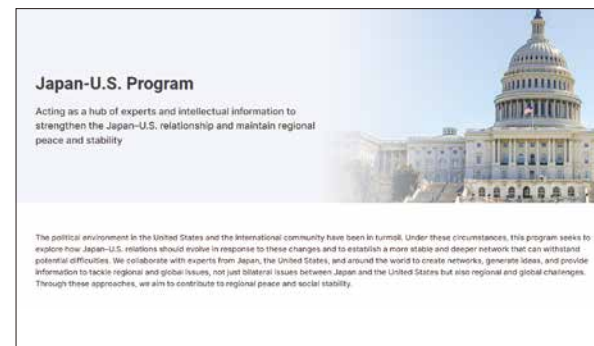 Japan-U.S. Program
Acting as a hub of experts and intellectual information to
strengthen the Japan–U.S. relationship and maintain regional
peace and stability
The political environment in the United States and the international community have been in turmoil. Under these circumstances, this program seeks to
explore how Japan–U.S. relations should evolve in response to these changes and to establish a more stable and deeper network that can withstand
potential difficulties. We collaborate with experts from Japan, the United States, and around the world to create networks, generate ideas, and provide
information to tackle regional and global issues, not just bilateral issues between Japan and the United States but also regional and global challenges.
Through these approaches, we aim to contribute to regional peace and social stability.